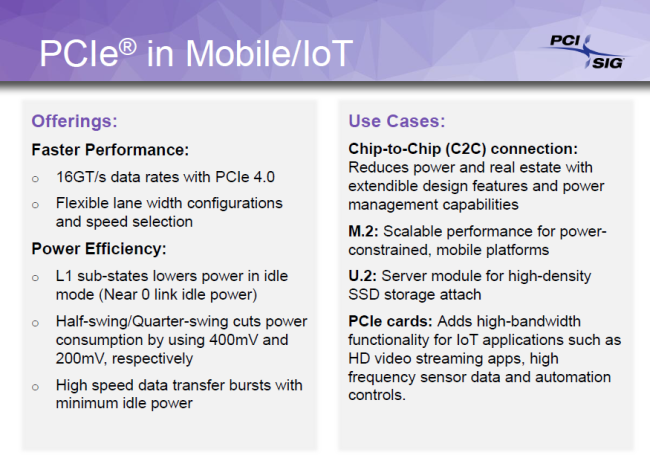 PCIe® in Mobile/IoT
PCI
SIG
Offerings:
Faster Performance:
○ 16GT/s data rates with PCIe 4.0
○ Flexible lane width configurations
and speed selection
Power Efficiency:
○ L1 sub-states lowers power in idle
mode (Near 0 link idle power)
○ Half-swing/Quarter-swing cuts power
consumption by using 400mV and
200mV, respectively
○ High speed data transfer bursts with
minimum idle power
Use Cases:
Chip-to-Chip (C2C) connection:
Reduces power and real estate with
extendible design features and power
management capabilities
M.2: Scalable performance for power-
constrained, mobile platforms
U.2: Server module for high-density
SSD storage attach
PCIe cards: Adds high-bandwidth
functionality for IoT applications such as
HD video streaming apps, high
frequency sensor data and automation
controls.